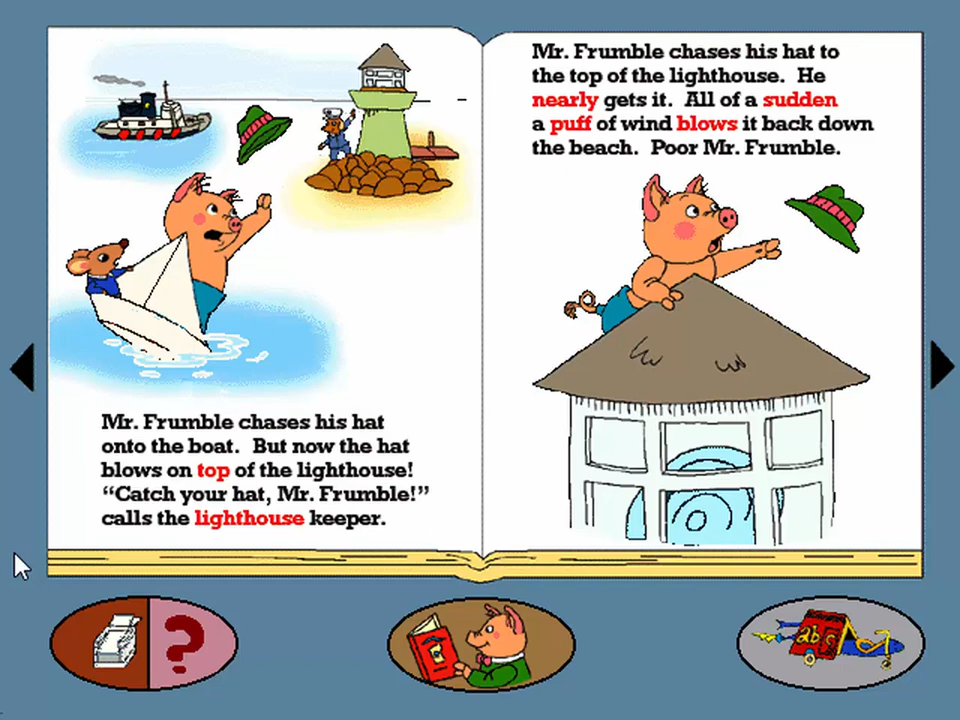 Mr. Frumble chases his hat
onto the boat. But now the hat
blows on top of the lighthouse!
“Catch your hat, Mr. Frumble!”
calls the lighthouse keeper.
Mr. Frumble chases his hat to
the top of the lighthouse. He
nearly gets it. All of a sudden
a puff of wind blows it back down
the beach. Poor Mr. Frumble.
?
abc